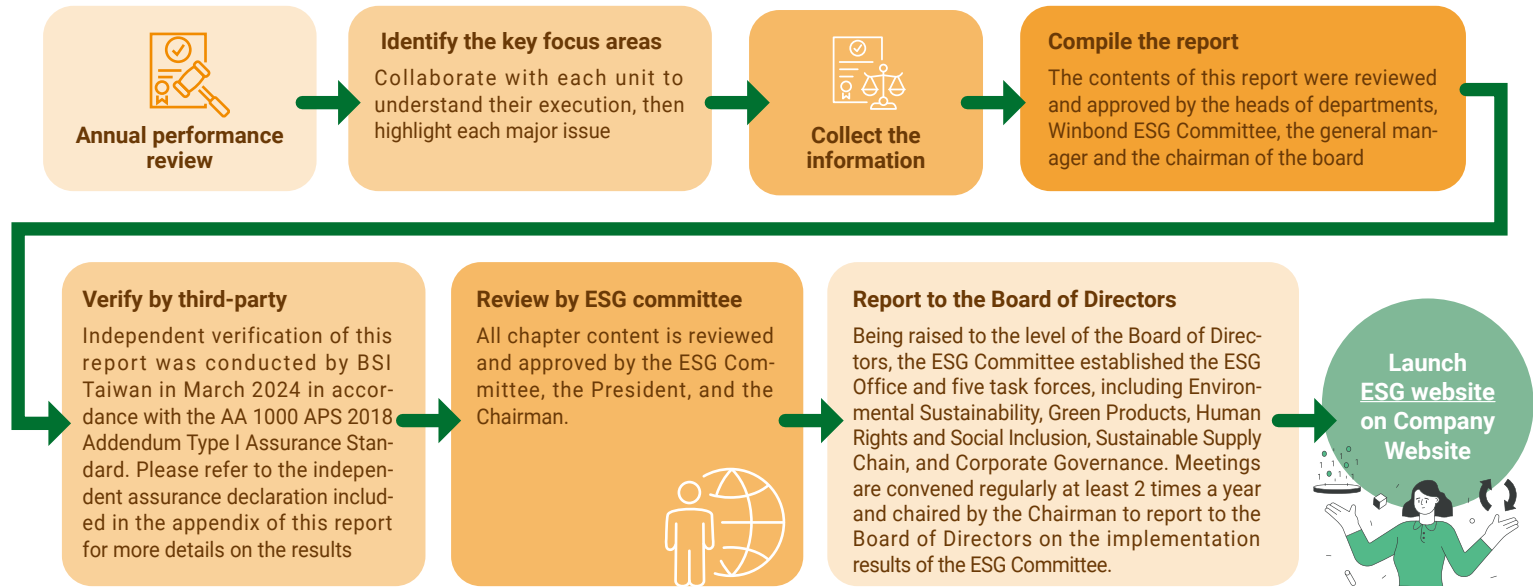 Annual performance
review
Identify the key focus areas
Collaborate with each unit to
understand their execution, then
highlight each major issue
Collect the
information
Compile the report
The contents of this report were reviewed
and approved by the heads of departments,
Winbond ESG Committee, the general man-
ager and the chairman of the board
Verify by third-party
Independent verification of this
report was conducted by BSI
Taiwan in March 2024 in accor-
dance with the AA 1000 APS 2018
Addendum Type I Assurance Stan-
dard. Please refer to the indepen-
dent assurance declaration includ-
ed in the appendix of this report
for more details on the results
Review by ESG committee
All chapter content is reviewed
and approved by the ESG Com-
mittee, the President, and the
Chairman.
Report to the Board of Directors
Being raised to the level of the Board of Direc-
tors, the ESG Committee established the ESG
Office and five task forces, including Environ-
mental Sustainability, Green Products, Human
Rights and Social Inclusion, Sustainable Supply
Chain, and Corporate Governance. Meetings
are convened regularly at least 2 times a year
and chaired by the Chairman to report to the
Board of Directors on the implementation
results of the ESG Committee.
Launch
ESG website
on Company
Website